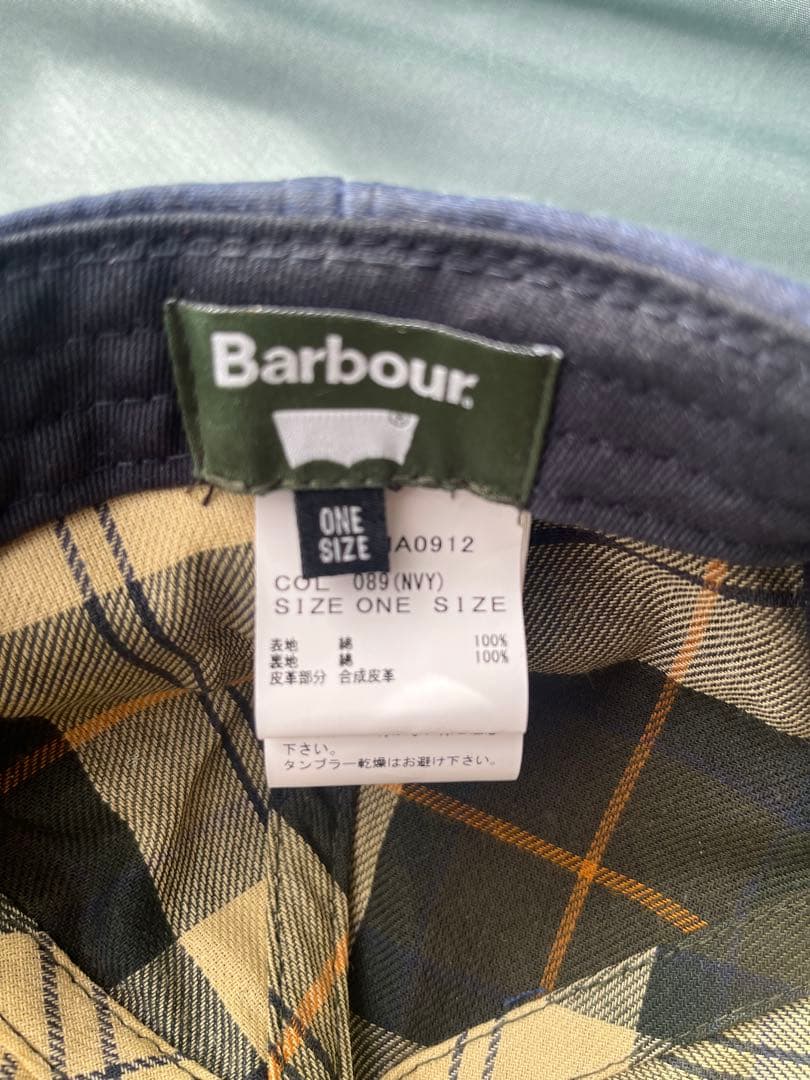 Barbour.
®
ONE
SIZE
A0912
COL 089(NVY)
SIZE ONE SIZE
表地 綿 100%
裏地 綿 100%
皮革部分 合成皮革
下さい。
タンブラー乾燥はお避け下さい。